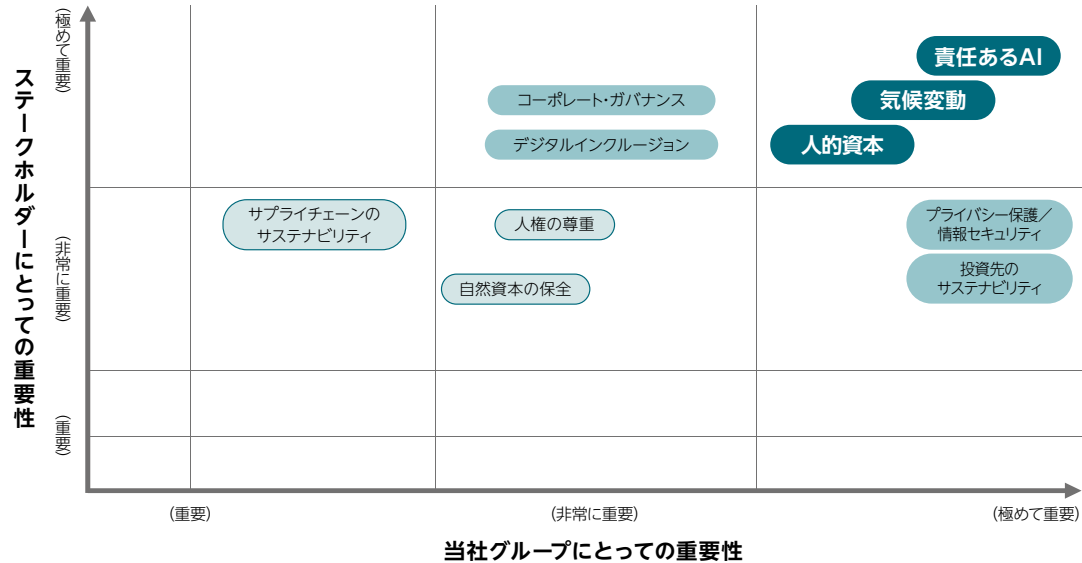 ステークホルダーにとっての重要性
(極めて重要)
(非常に重要)
(重要)
責任あるAI
コーポレート・ガバナンス
気候変動
デジタルインクルージョン
人的資本
サプライチェーンの
サステナビリティ
人権の尊重
プライバシー保護／
情報セキュリティ
自然資本の保全
投資先の
サステナビリティ
(重要)
(非常に重要)
(極めて重要)
当社グループにとっての重要性